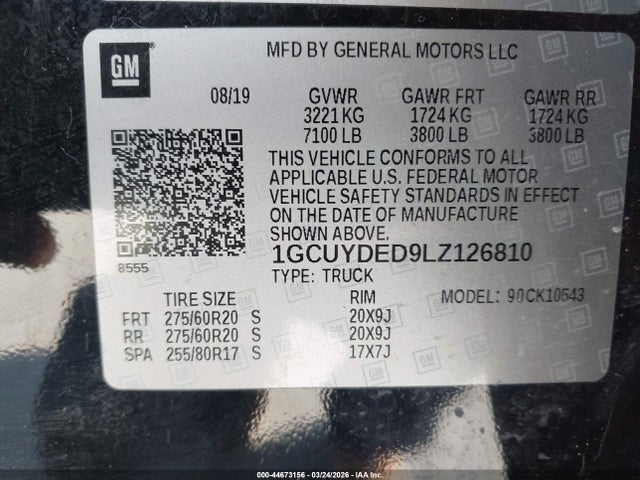 GM
MFD BY GENERAL MOTORS LLC
08/19 GVWR GAWR FRT GAWR RR
3221 KG 1724 KG 1724 KG
7100 LB 3800 LB 3800 LB
THIS VEHICLE CONFORMS TO ALL
APPLICABLE U.S. FEDERAL MOTOR
VEHICLE SAFETY STANDARDS IN EFFECT
ON THE DATE OF MANUFACTURE
SHOWN ABOVE.
8555
1GCUYDED9LZ126810
TYPE: TRUCK
TIRE SIZE RIM MODEL: 90CK10543
FRT 275/60R20 S 20X9J
RR 275/60R20 S 20X9J
SPA 255/80R17 S 17X7J
000-44673156 — 03/24/2026 — IAA Inc.